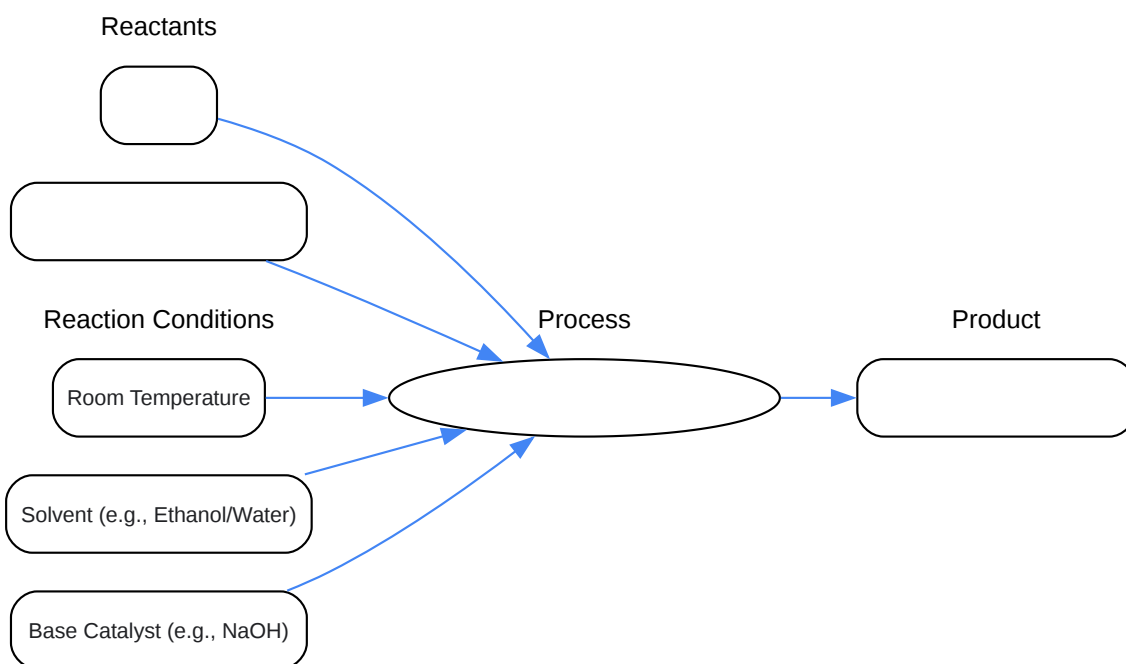 Reactants
Reaction Conditions
Process
Product
Room Temperature
Solvent (e.g., Ethanol/Water)
Base Catalyst (e.g., NaOH)